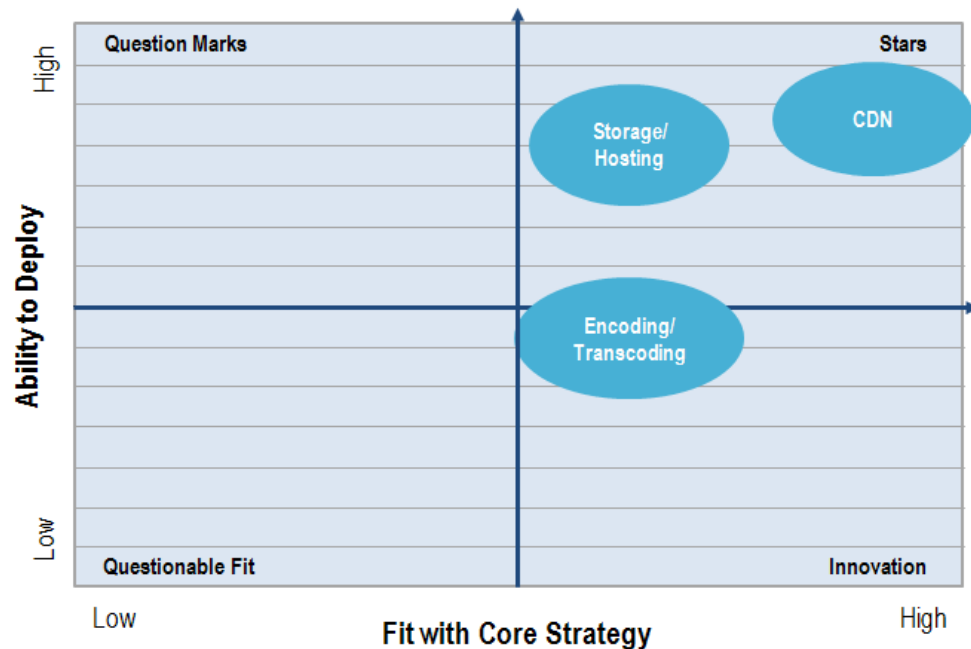 Question Marks
Stars
High
CDN
Storage/
Hosting
Ability to Deploy
Encoding/
Transcoding
Low
Questionable Fit
Innovation
Low
High
Fit with Core Strategy